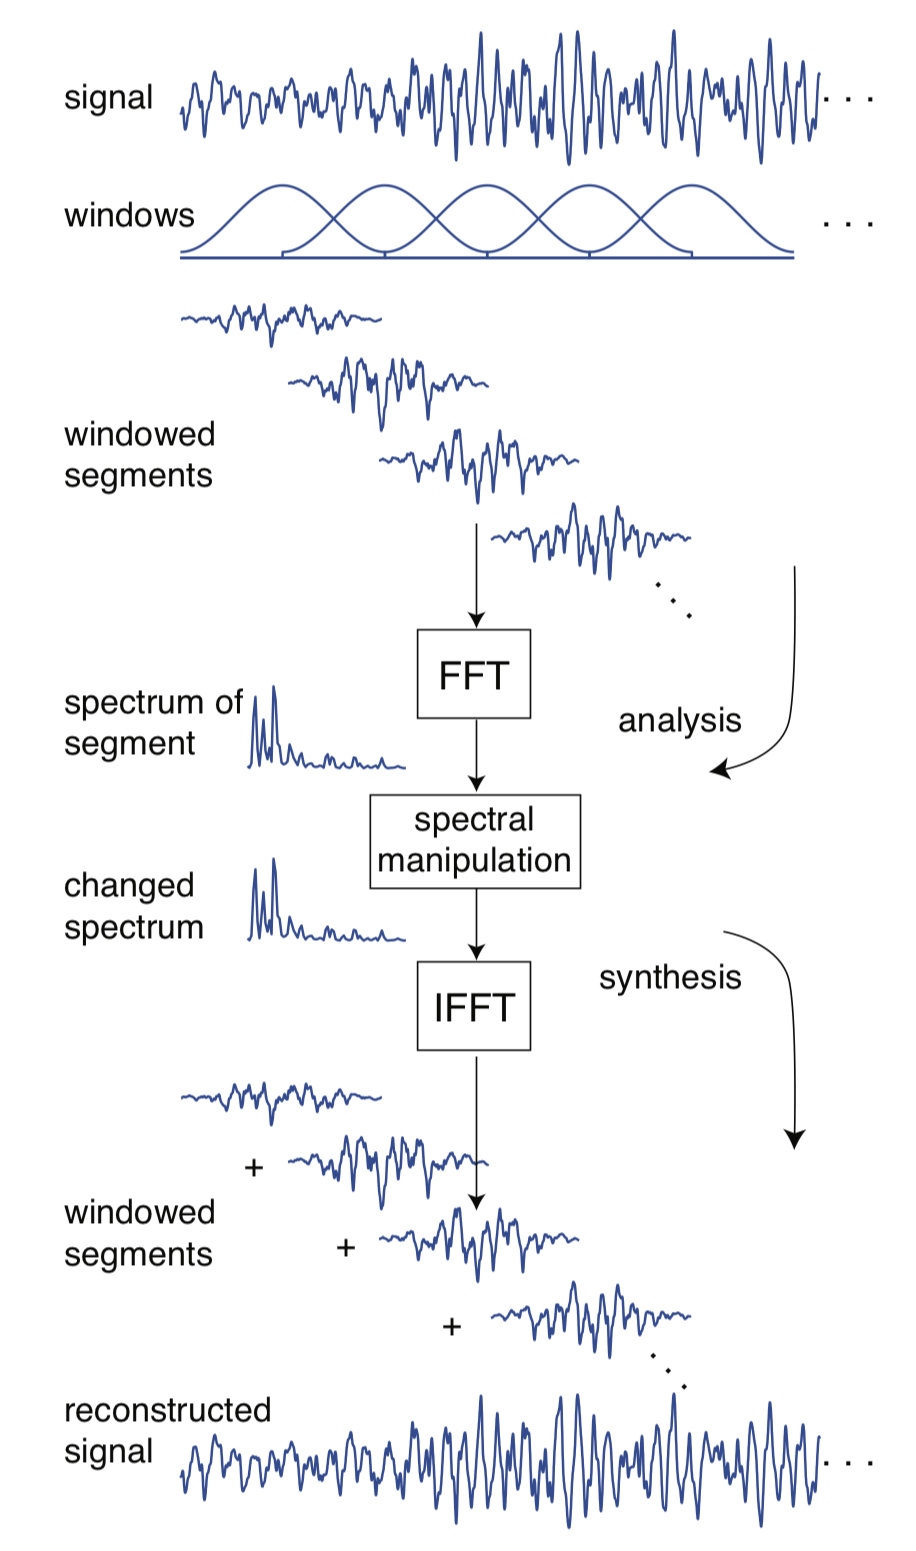 signal . . .
windows . . .
windowed
segments
FFT
spectrum of
segment
analysis
spectral
manipulation
changed
spectrum
synthesis
IFFT
+
windowed
segments
+
+
reconstructed
signal . . .